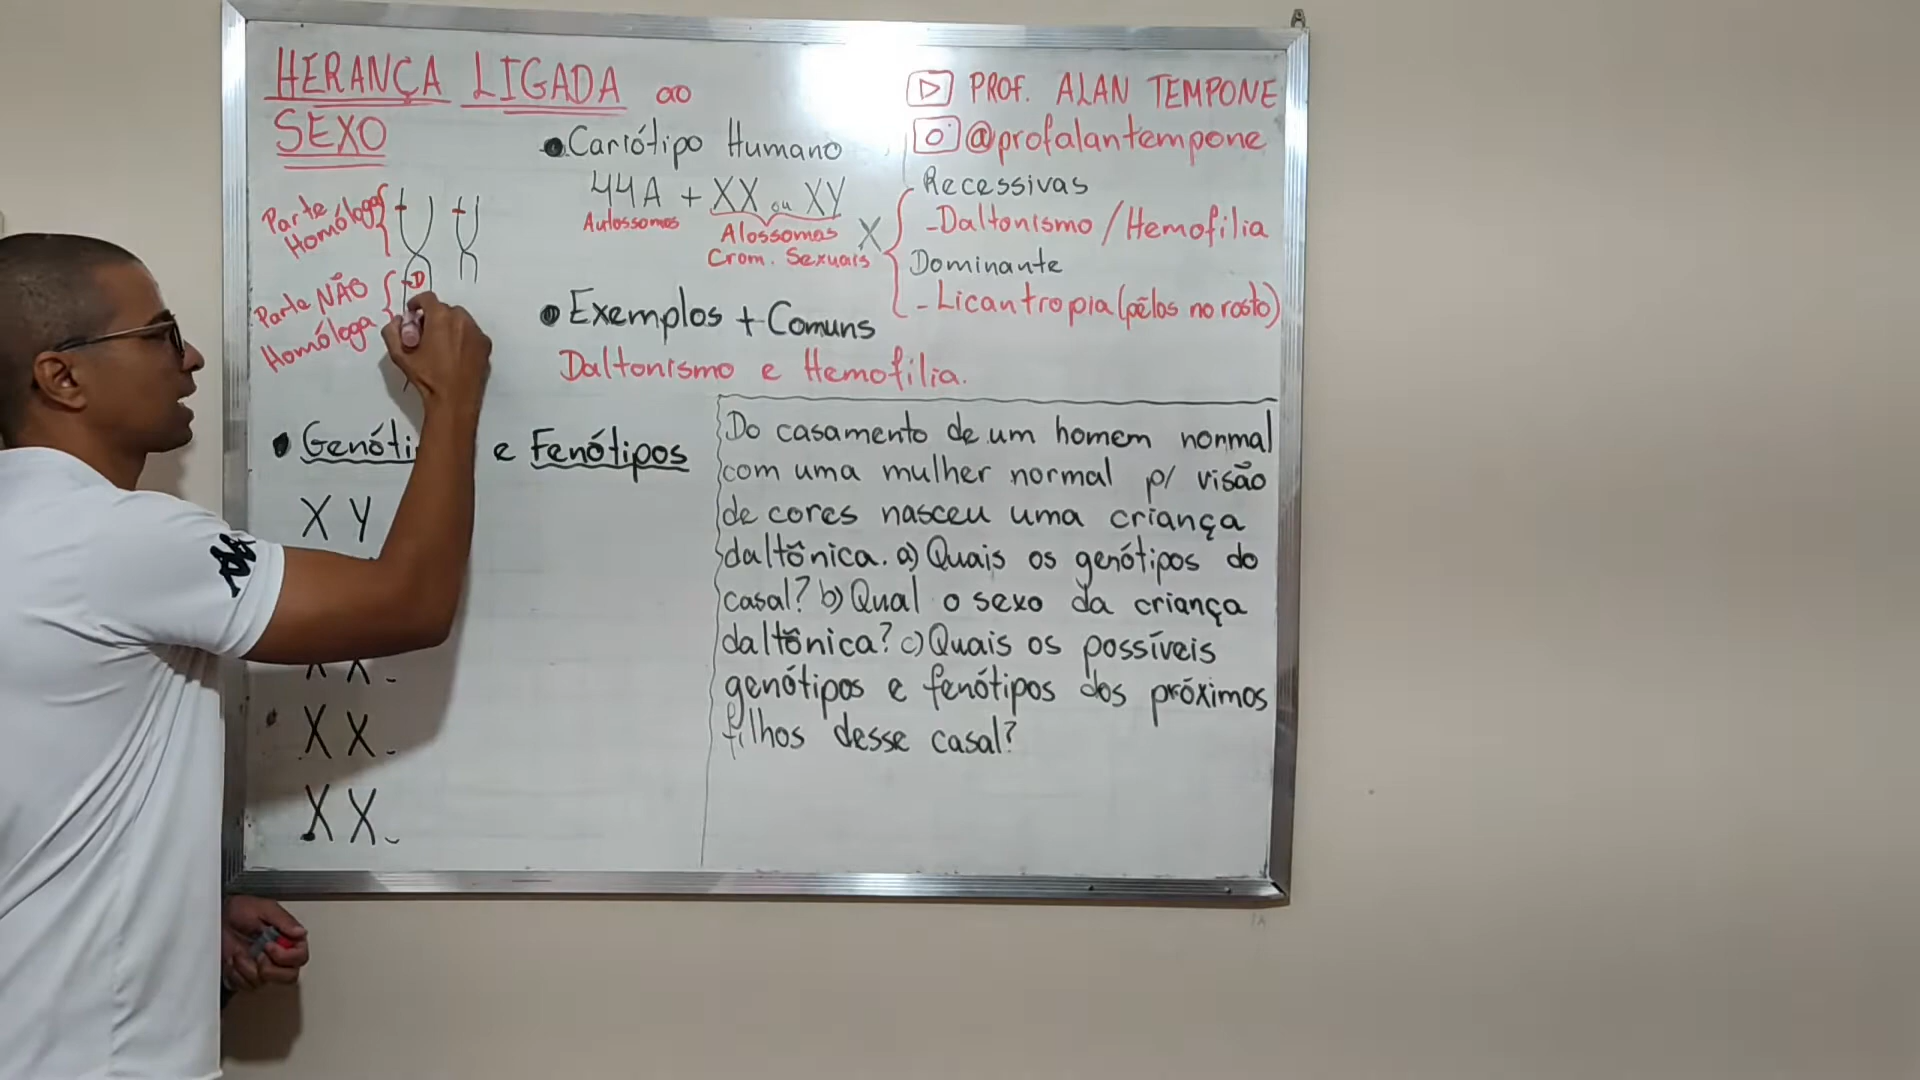 HERANÇA LIGADA ao
SEXO
PROF. ALAN TEMPONE
@profalantempone
Parte
Homóloga
Parte NÃO
Homóloga
D
• Cariótipo Humano
44A + XX ou XY
Autossomos
Alossomas
Crom. Sexuais
X
Recessivas
- Daltonismo / Hemofilia
Dominante
- Licantropia (pêlos no rosto)
• Exemplos + Comuns
Daltonismo e Hemofilia.
• Genóti e Fenótipos
X Y
X X -
X X -
X X -
Do casamento de um homem normal
com uma mulher normal p/ visão
de cores nasceu uma criança
daltônica. a) Quais os genótipos do
casal? b) Qual o sexo da criança
daltônica? c) Quais os possíveis
genótipos e fenótipos dos próximos
filhos desse casal?